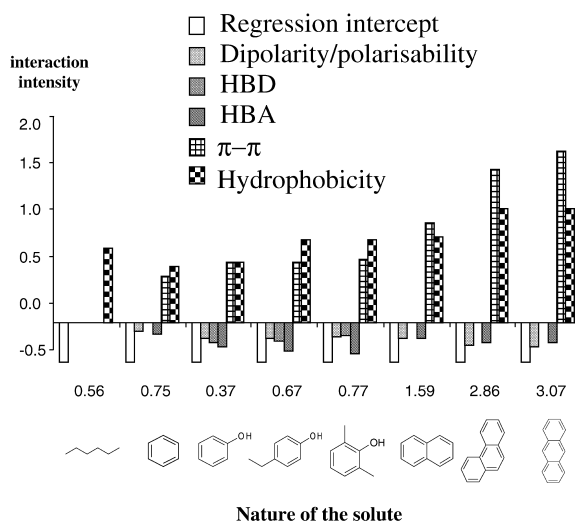 Regression intercept
Dipolarity/polarisability
HBD
HBA
π–π
Hydrophobicity
interaction
intensity
2.0
1.5
1.0
0.5
0.0
-0.5
0.56 0.75 0.37 0.67 0.77 1.59 2.86 3.07
OH OH OH
Nature of the solute